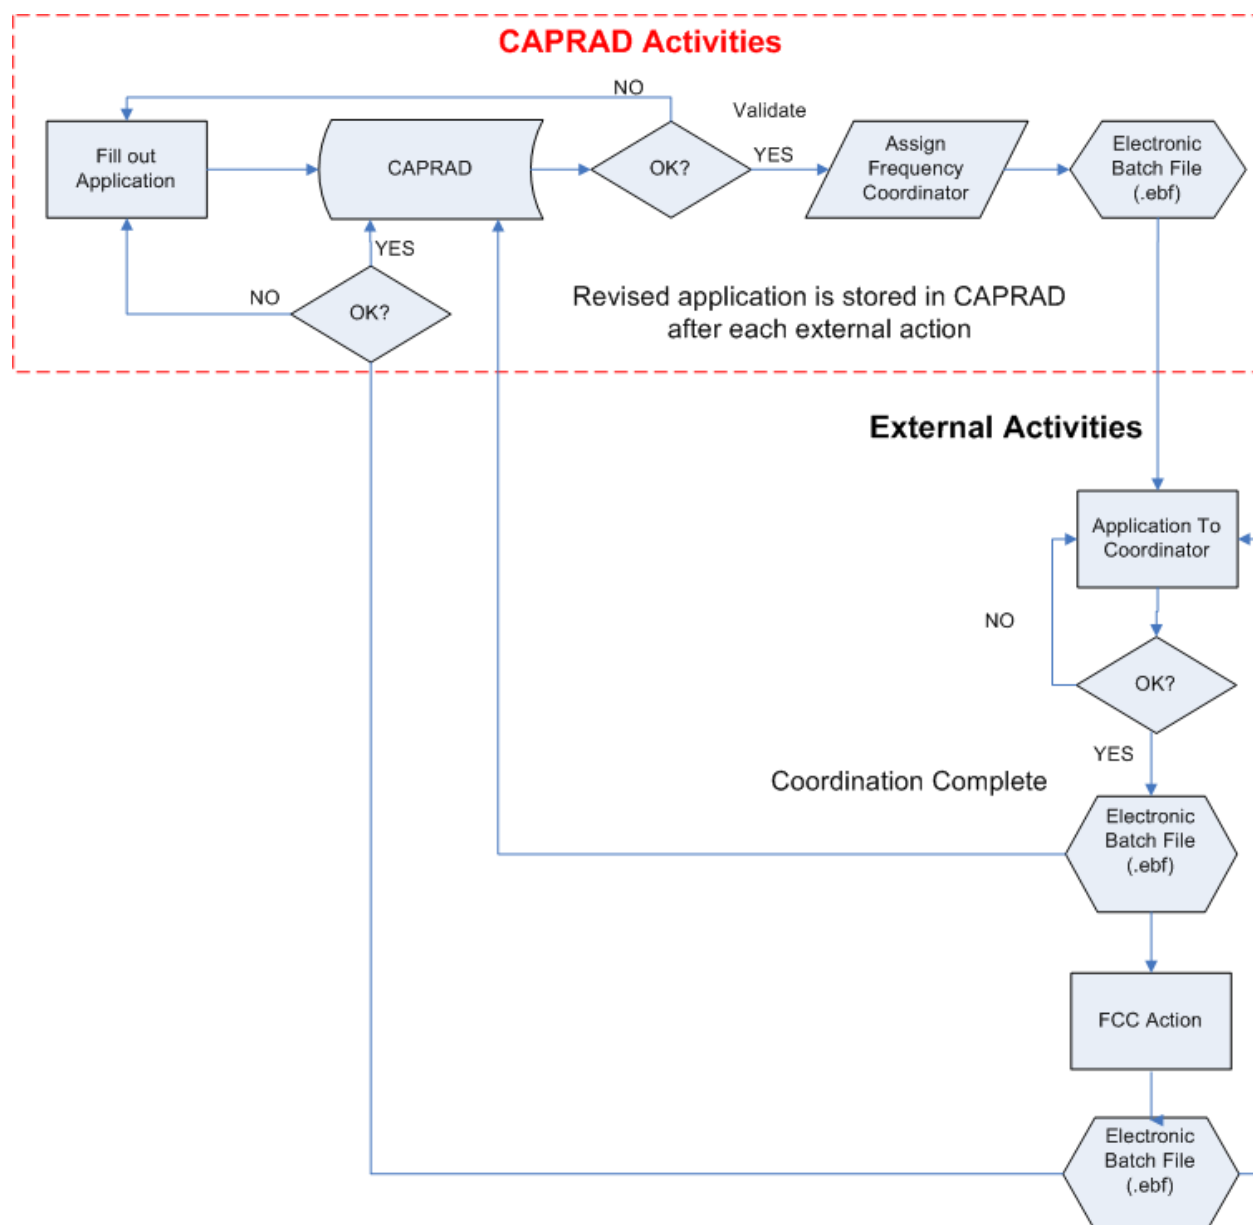 CAPRAD Activities
NO
Validate
Fill out
Application
CAPRAD
OK?
YES
Assign
Frequency
Coordinator
Electronic
Batch File
(.ebf)
YES
NO
OK?
Revised application is stored in CAPRAD
after each external action
External Activities
Application To
Coordinator
NO
OK?
YES
Coordination Complete
Electronic
Batch File
(.ebf)
FCC Action
Electronic
Batch File
(.ebf)